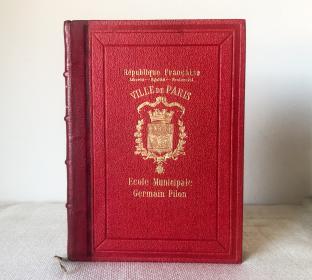 République Française
Liberté — Égalité — Fraternité
VILLE DE PARIS
Ecole Municipale
Germain Pilon